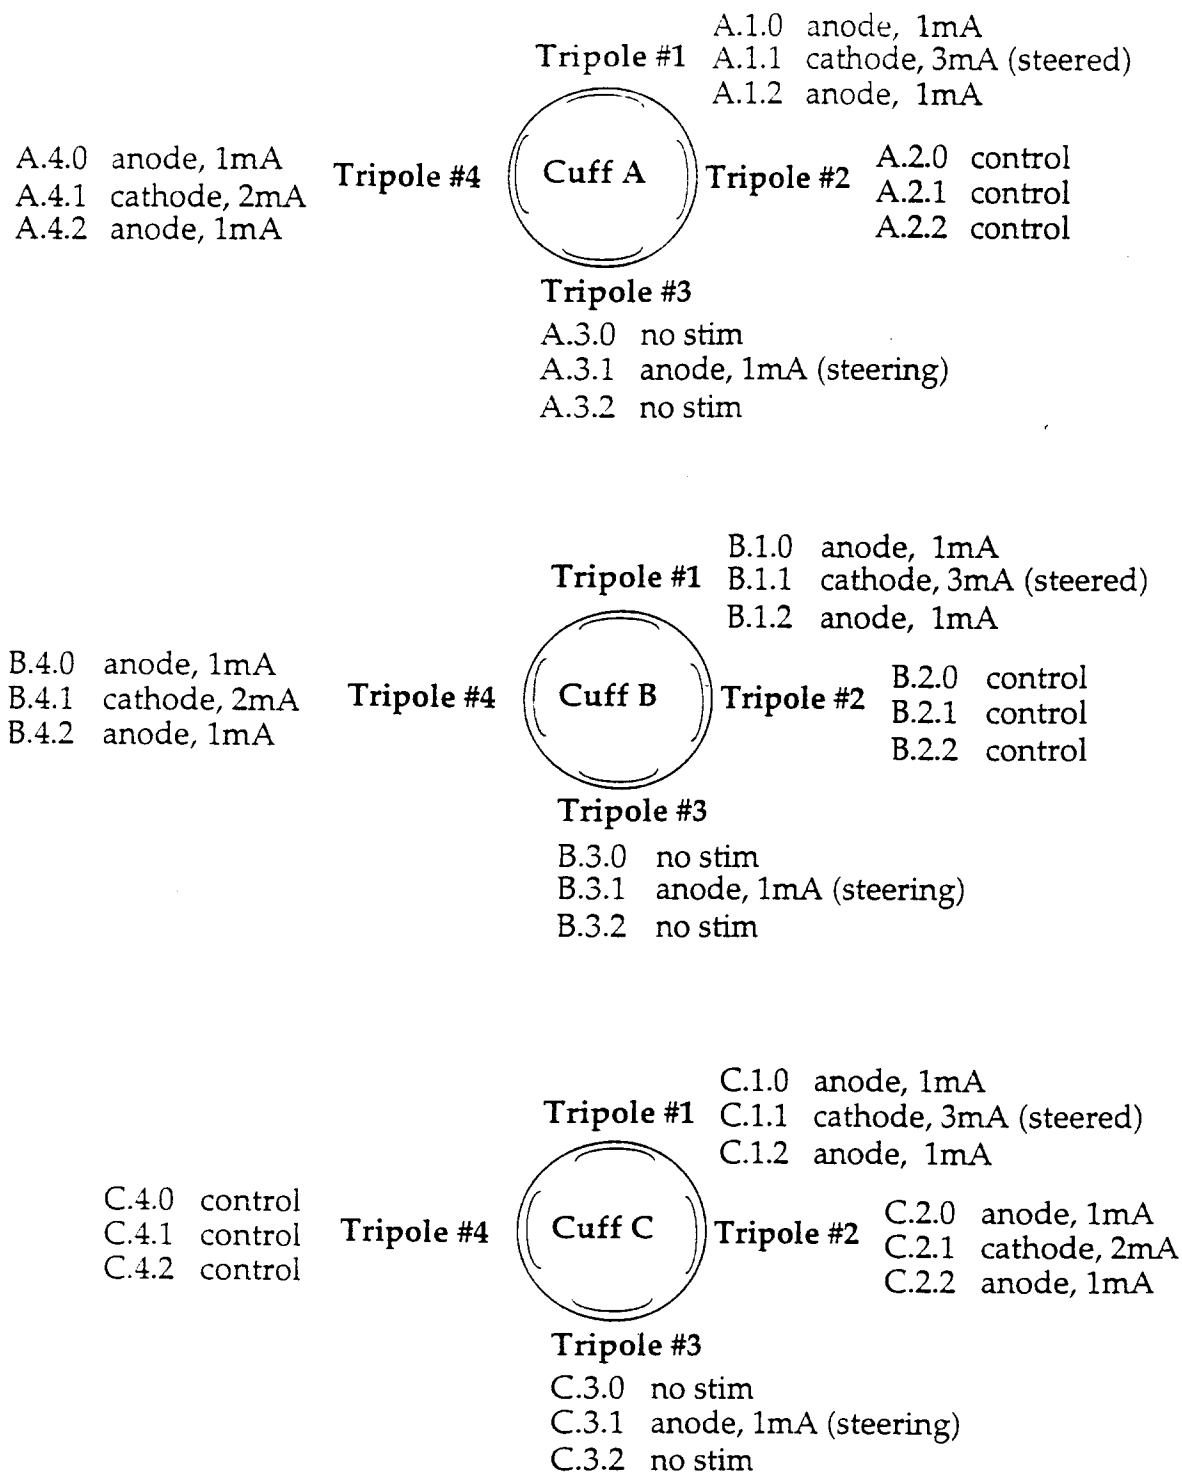 A.1.0 anode, 1mA
Tripole #1 A.1.1 cathode, 3mA (steered)
A.1.2 anode, 1mA
A.4.0 anode, 1mA
A.4.1 cathode, 2mA
A.4.2 anode, 1mA
Tripole #4
Cuff A
Tripole #2
A.2.0 control
A.2.1 control
A.2.2 control
Tripole #3
A.3.0 no stim
A.3.1 anode, 1mA (steering)
A.3.2 no stim
B.1.0 anode, 1mA
Tripole #1 B.1.1 cathode, 3mA (steered)
B.1.2 anode, 1mA
B.4.0 anode, 1mA
B.4.1 cathode, 2mA
B.4.2 anode, 1mA
Tripole #4
Cuff B
Tripole #2
B.2.0 control
B.2.1 control
B.2.2 control
Tripole #3
B.3.0 no stim
B.3.1 anode, 1mA (steering)
B.3.2 no stim
C.1.0 anode, 1mA
Tripole #1 C.1.1 cathode, 3mA (steered)
C.1.2 anode, 1mA
C.4.0 control
C.4.1 control
C.4.2 control
Tripole #4
Cuff C
Tripole #2
C.2.0 anode, 1mA
C.2.1 cathode, 2mA
C.2.2 anode, 1mA
Tripole #3
C.3.0 no stim
C.3.1 anode, 1mA (steering)
C.3.2 no stim